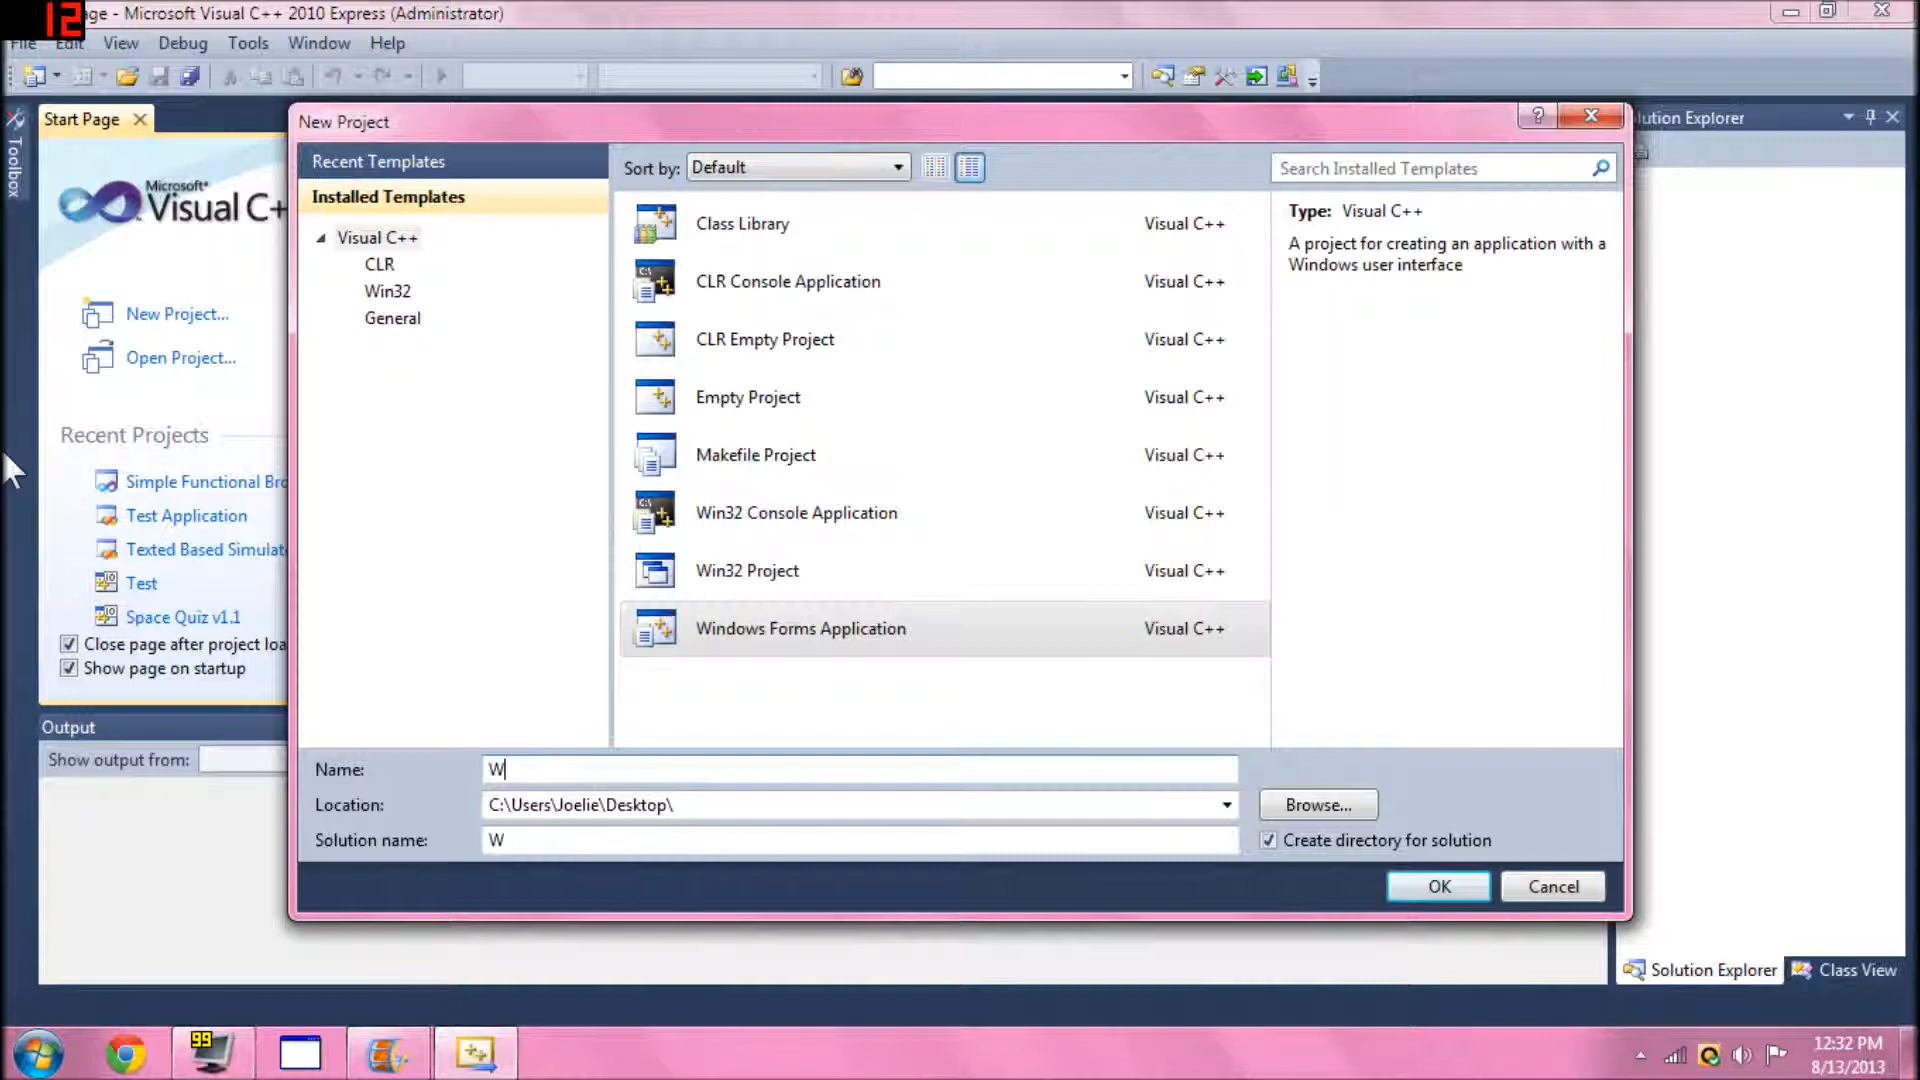 12
age - Microsoft Visual C++ 2010 Express (Administrator)
File Edit View Debug Tools Window Help
Toolbox
Start Page
Microsoft®
Visual C+
New Project...
Open Project...
Recent Projects
Simple Functional Bro
Test Application
Texted Based Simulat
Test
Space Quiz v1.1
Close page after project loa
Show page on startup
Output
Show output from:
New Project
Recent Templates
Installed Templates
Visual C++
CLR
Win32
General
Sort by: Default
Search Installed Templates
Class Library Visual C++
CLR Console Application Visual C++
CLR Empty Project Visual C++
Empty Project Visual C++
Makefile Project Visual C++
Win32 Console Application Visual C++
Win32 Project Visual C++
Windows Forms Application Visual C++
Type: Visual C++
A project for creating an application with a
Windows user interface
Name: W
Location: C:\Users\Joelie\Desktop\
Browse...
Solution name: W
Create directory for solution
OK Cancel
lution Explorer
Solution Explorer Class View
99
12:32 PM
8/13/2013